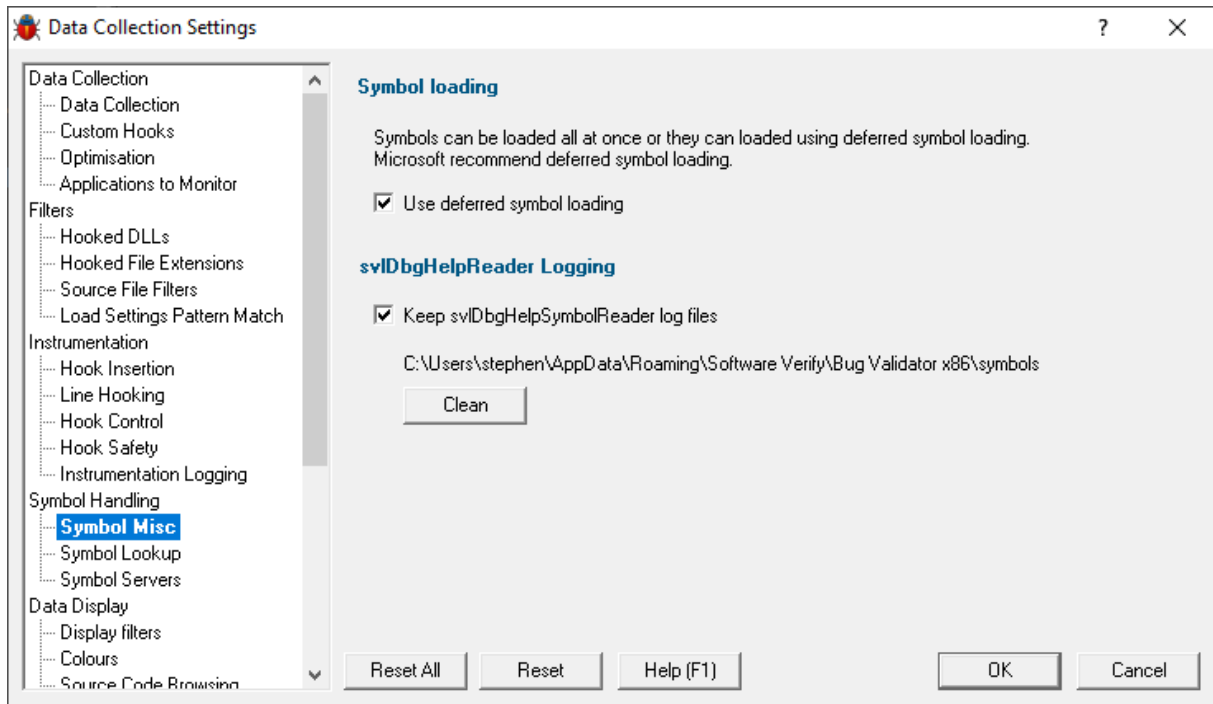 Data Collection Settings
?
Data Collection
Data Collection
Custom Hooks
Optimisation
Applications to Monitor
Filters
Hooked DLLs
Hooked File Extensions
Source File Filters
Load Settings Pattern Match
Instrumentation
Hook Insertion
Line Hooking
Hook Control
Hook Safety
Instrumentation Logging
Symbol Handling
Symbol Misc
Symbol Lookup
Symbol Servers
Data Display
Display filters
Colours
Source Code Browsing
Symbol loading
Symbols can be loaded all at once or they can loaded using deferred symbol loading.
Microsoft recommend deferred symbol loading.
Use deferred symbol loading
svlDbgHelpReader Logging
Keep svlDbgHelpSymbolReader log files
C:\Users\stephen\AppData\Roaming\Software Verify\Bug Validator x86\symbols
Clean
Reset All
Reset
Help (F1)
OK
Cancel